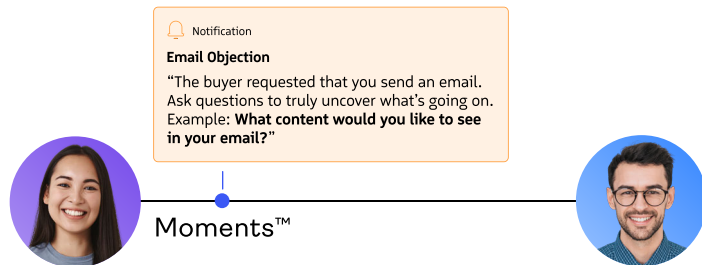 Notification
Email Objection
“The buyer requested that you send an email.
Ask questions to truly uncover what’s going on.
Example: What content would you like to see
in your email?”
Moments™